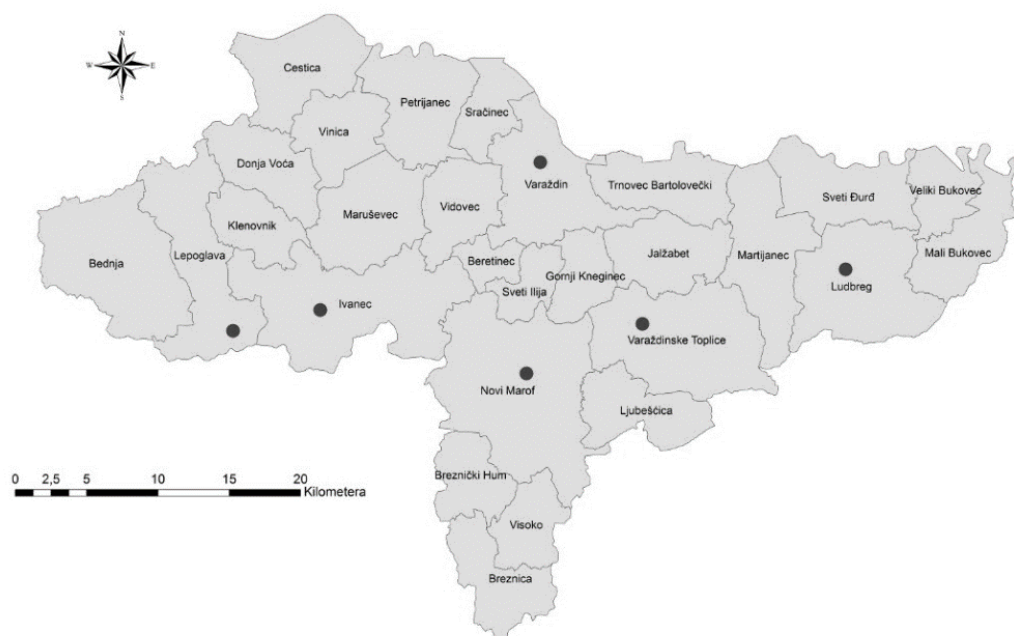 N
W E
S
Cestica
Petrijanec
Sračinec
Vinica
Donja Voća
Varaždin
Trnovec Bartolovečki
Sveti Đurđ
Veliki Bukovec
Maruševec
Vidovec
Klenovnik
Bednja
Lepoglava
Beretinec
Gornji Kneginec
Jalžabet
Martijanec
Mali Bukovec
Ludbreg
Sveti Ilija
Ivanec
Varaždinske Toplice
Novi Marof
Ljubešćica
Breznički Hum
0 2,5 5 10 15 20
Kilometera
Visoko
Breznica